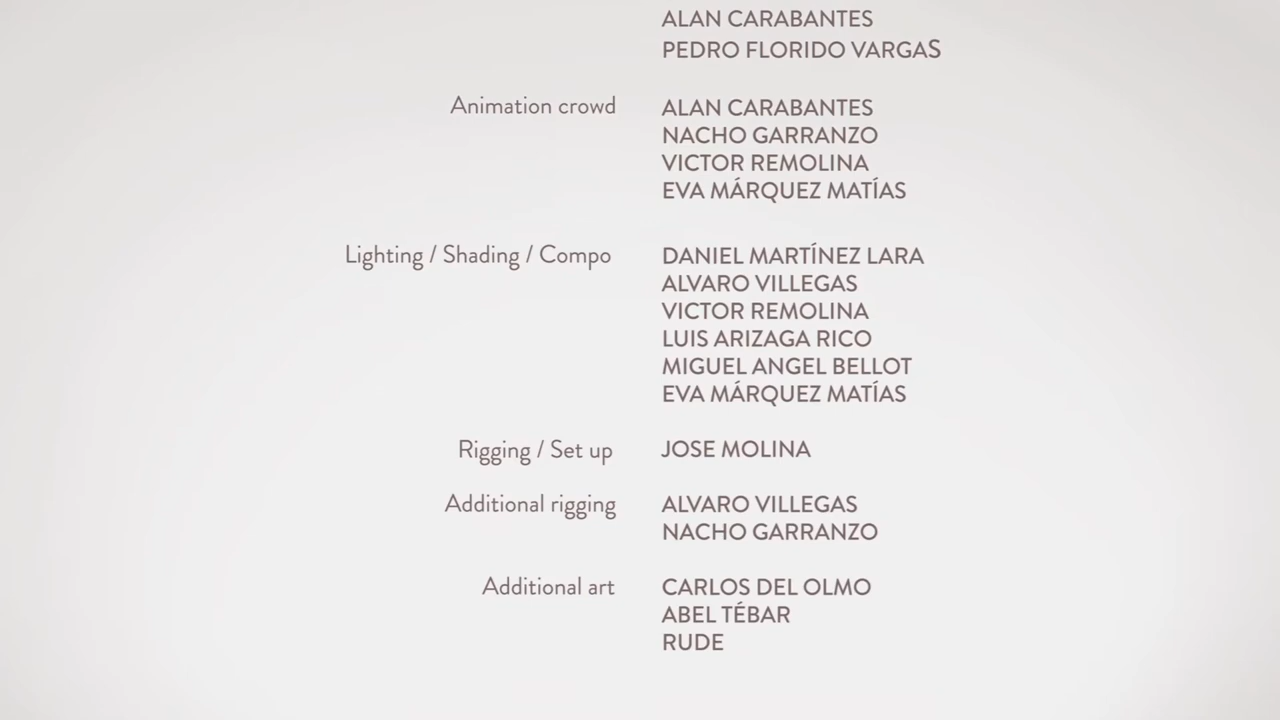 ALAN CARABANTES
PEDRO FLORIDO VARGAS
Animation crowd ALAN CARABANTES
NACHO GARRANZO
VICTOR REMOLINA
EVA MÁRQUEZ MATÍAS
Lighting / Shading / Compo DANIEL MARTÍNEZ LARA
ALVARO VILLEGAS
VICTOR REMOLINA
LUIS ARIZAGA RICO
MIGUEL ANGEL BELLOT
EVA MÁRQUEZ MATÍAS
Rigging / Set up JOSE MOLINA
Additional rigging ALVARO VILLEGAS
NACHO GARRANZO
Additional art CARLOS DEL OLMO
ABEL TÉBAR
RUDE